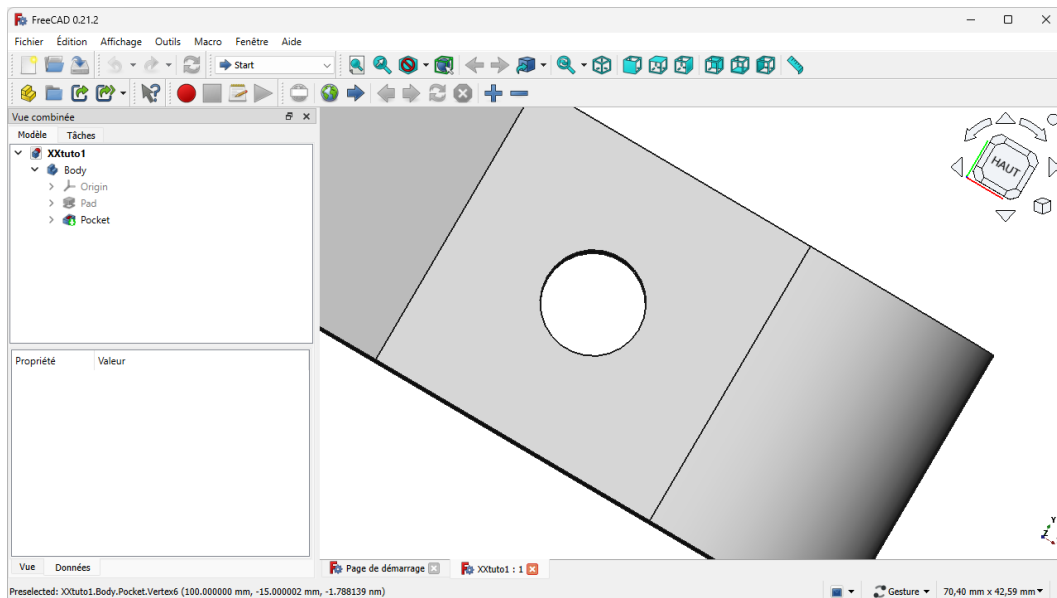 FreeCAD 0.21.2
Fichier Édition Affichage Outils Macro Fenêtre Aide
Start
Vue combinée
Modèle Tâches
XXtuto1
Body
Origin
Pad
Pocket
HAUT
Propriété Valeur
Y
Z
Vue Données
Page de démarrage XXtuto1 : 1
Preselected: XXtuto1.Body.Pocket.Vertex6 (100.000000 mm, -15.000002 mm, -1.788139 nm) Gesture 70,40 mm x 42,59 mm